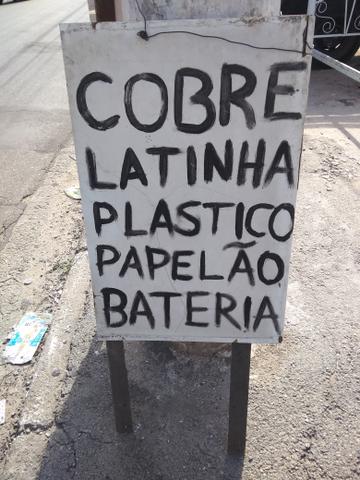 COBRE
LATINHA
PLASTICO
PAPELÃO
BATERIA